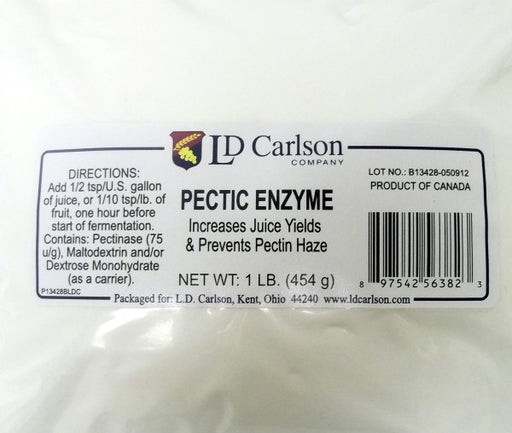 LD Carlson
COMPANY
DIRECTIONS:
Add 1/2 tsp/U.S. gallon
of juice, or 1/10 tsp/lb. of
fruit, one hour before
start of fermentation.
Contains: Pectinase (75
u/g), Maltodextrin and/or
Dextrose Monohydrate
(as a carrier).
P13428BLDC
PECTIC ENZYME
Increases Juice Yields
& Prevents Pectin Haze
NET WT: 1 LB. (454 g)
LOT NO.: B13428-050912
PRODUCT OF CANADA
8 97542 56382 3
Packaged for: L.D. Carlson, Kent, Ohio 44240 www.ldcarlson.com